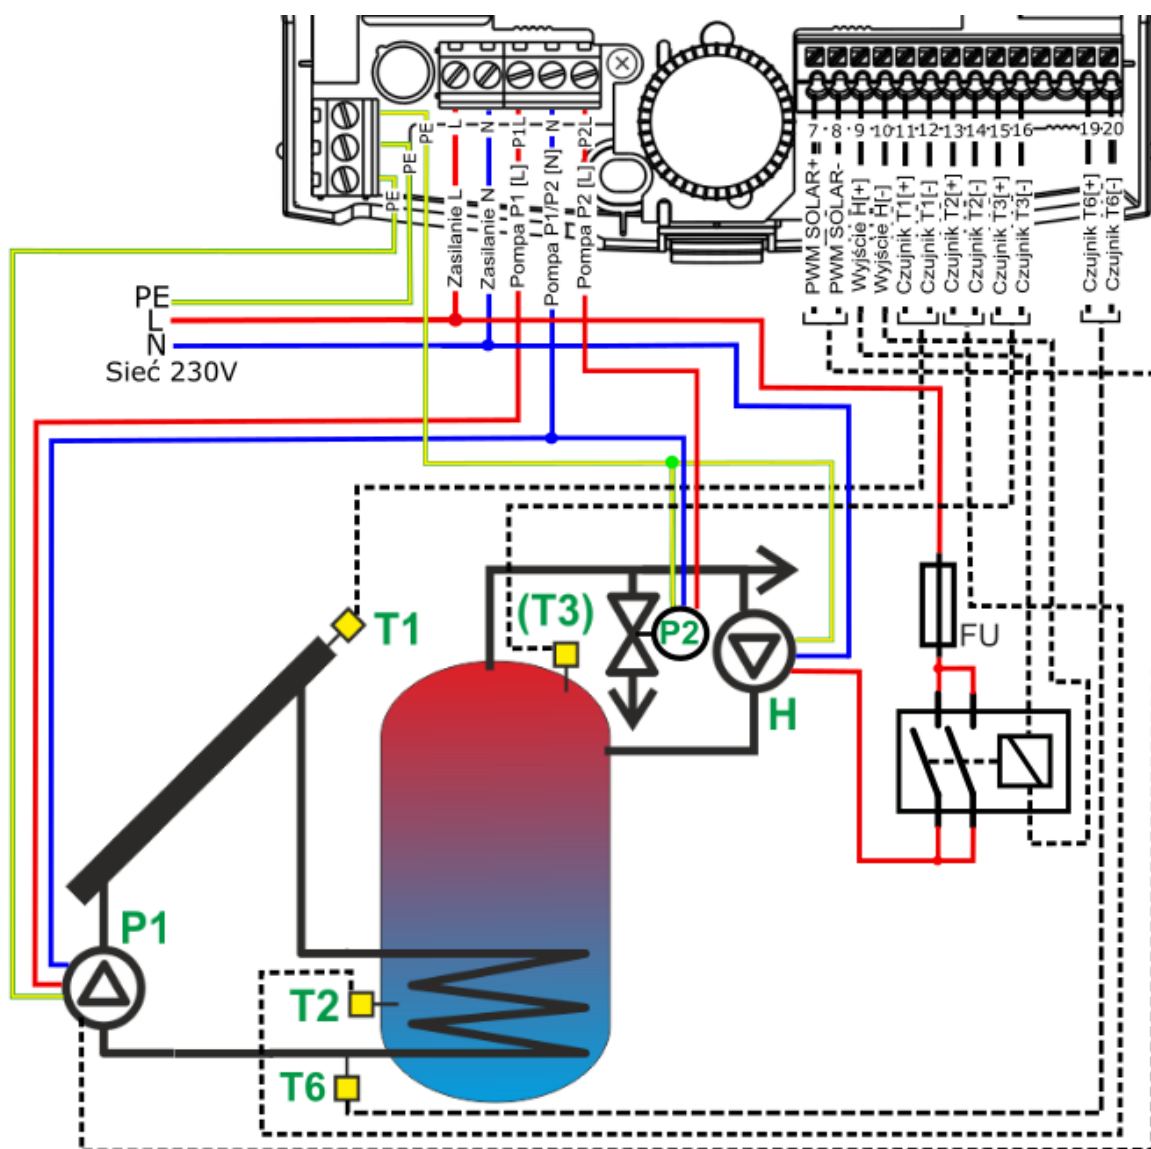 7 8 9 10 11 12 13 14 15 16 19 20
L
N
P1L
N
P2L
PE
PE
PE
Zasilanie L
Zasilanie N
Pompa P1 [L]
Pompa P1/P2 [N]
Pompa P2 [L]
PWM SOLAR+
PWM SOLAR-
Wyjście H[+]
Wyjście H[-]
Czujnik T1[+]
Czujnik T1[-]
Czujnik T2[+]
Czujnik T2[-]
Czujnik T3[+]
Czujnik T3[-]
Czujnik T6[+]
Czujnik T6[-]
PE
L
N
Sieć 230V
T1
(T3)
P2
FU
H
P1
T2
T6